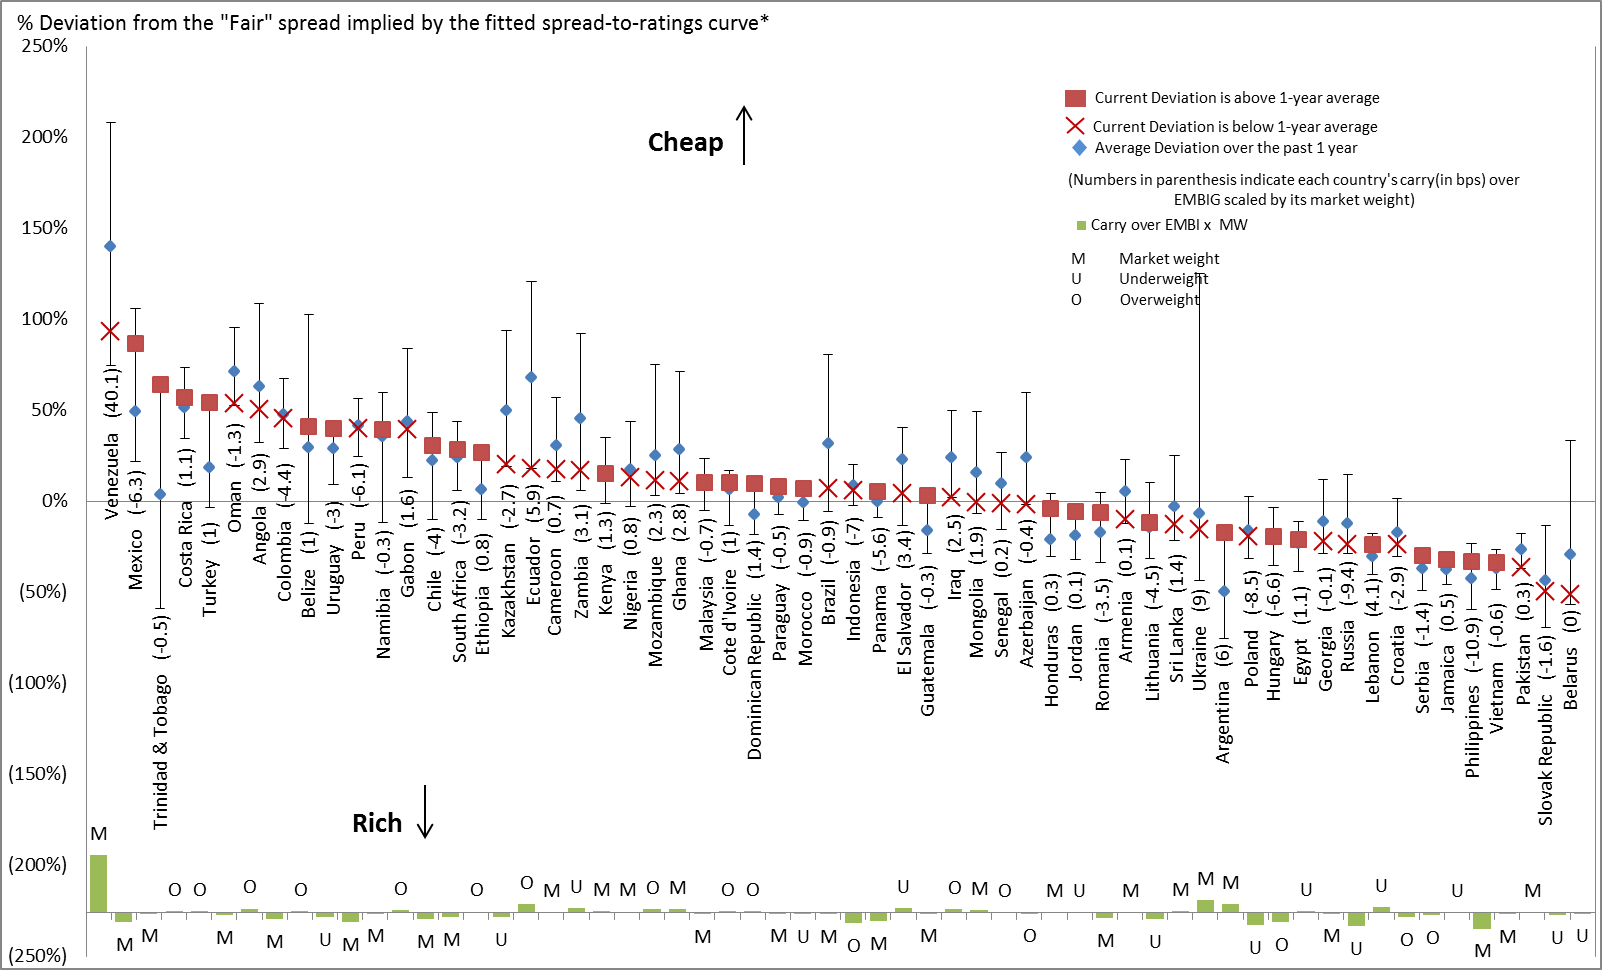 % Deviation from the "Fair" spread implied by the fitted spread-to-ratings curve*
250%
200%
150%
100%
50%
0%
(50%)
(100%)
(150%)
(200%)
(250%)
Cheap
Rich
Current Deviation is above 1-year average
Current Deviation is below 1-year average
Average Deviation over the past 1 year
(Numbers in parenthesis indicate each country's carry(in bps) over
EMBIG scaled by its market weight)
Carry over EMBI x MW
M Market weight
U Underweight
O Overweight
Venezuela (40.1)
Mexico (-6.3)
Trinidad & Tobago (-0.5)
Costa Rica (1.1)
Turkey (1)
Oman (-1.3)
Angola (2.9)
Colombia (-4.4)
Belize (1)
Uruguay (-3)
Peru (-6.1)
Namibia (-0.3)
Gabon (1.6)
Chile (-4)
South Africa (-3.2)
Ethiopia (0.8)
Kazakhstan (-2.7)
Ecuador (5.9)
Cameroon (0.7)
Zambia (3.1)
Kenya (1.3)
Nigeria (0.8)
Mozambique (2.3)
Ghana (2.8)
Malaysia (-0.7)
Cote d'Ivoire (1)
Dominican Republic (1.4)
Paraguay (-0.5)
Morocco (-0.9)
Brazil (-0.9)
Indonesia (-7)
Panama (-5.6)
El Salvador (3.4)
Guatemala (-0.3)
Iraq (2.5)
Mongolia (1.9)
Senegal (0.2)
Azerbaijan (-0.4)
Honduras (0.3)
Jordan (0.1)
Romania (-3.5)
Armenia (0.1)
Lithuania (-4.5)
Sri Lanka (1.4)
Ukraine (9)
Argentina (6)
Poland (-8.5)
Hungary (-6.6)
Egypt (1.1)
Georgia (-0.1)
Russia (-9.4)
Lebanon (4.1)
Croatia (-2.9)
Serbia (-1.4)
Jamaica (0.5)
Philippines (-10.9)
Vietnam (-0.6)
Pakistan (0.3)
Slovak Republic (-1.6)
Belarus (0)
M M M O O M O M O U M M O M M O U O M U M M O M M O O M U M O M U M O M O O M U M M U M M M U O U M U U O O U M M M U U